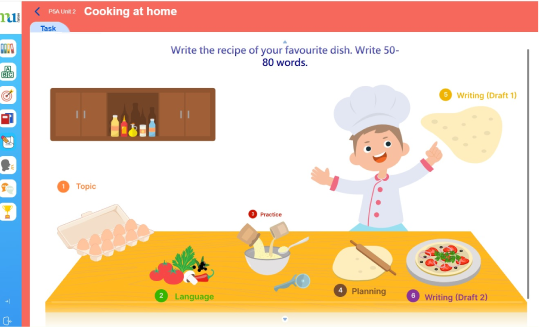 P5A Unit 2 Cooking at home
Task
Write the recipe of your favourite dish. Write 50-
80 words.
5 Writing (Draft 1)
1 Topic
3 Practice
2 Language
4 Planning
6 Writing (Draft 2)